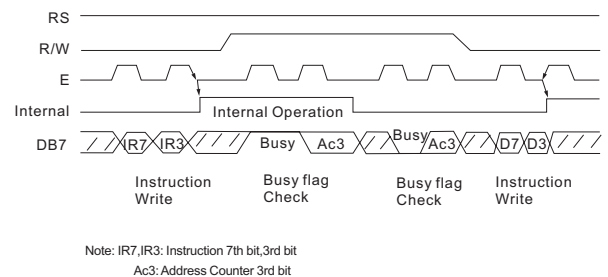 RS
R/W
E
Internal Internal Operation
DB7 IR7 IR3 Busy Ac3 Busy Ac3 D7 D3
Instruction Write Busy flag Check Busy flag Check Instruction Write
Note: IR7,IR3: Instruction 7th bit,3rd bit
Ac3: Address Counter 3rd bit